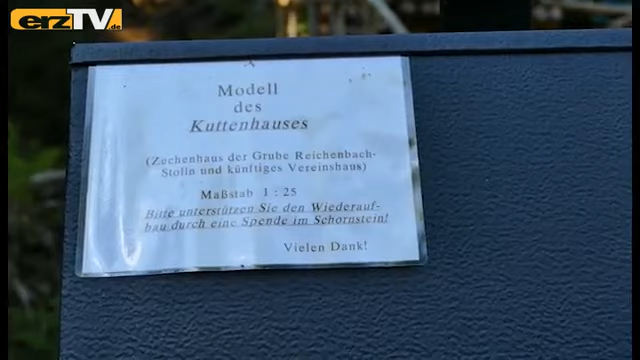 erzTV.de
Modell
des
Kuttenhauses
(Zechenhaus der Grube Reichenbach-
Stolln und künftiges Vereinshaus)
Maßstab 1 : 25
Bitte unterstützen Sie den Wiederauf-
bau durch eine Spende im Schornstein!
Vielen Dank!